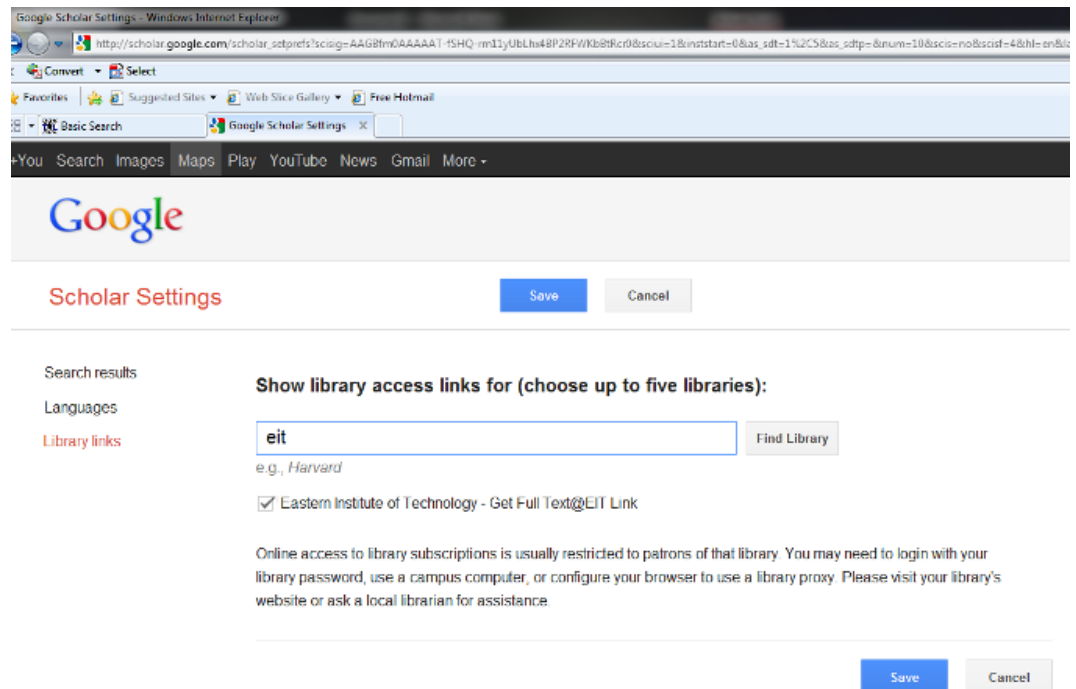 Google Scholar Settings - Windows Internet Explorer
Convert Select
Favorites Suggested Sites Web Slice Gallery Free Hotmail
Basic Search Google Scholar Settings X
+You Search Images Maps Play YouTube News Gmail More
Google
Scholar Settings Save Cancel
Search results
Show library access links for (choose up to five libraries):
Languages
Library links eit Find Library
e.g., Harvard
Eastern Institute of Technology - Get Full Text@EIT Link
Online access to library subscriptions is usually restricted to patrons of that library. You may need to login with your
library password, use a campus computer, or configure your browser to use a library proxy. Please visit your library's
website or ask a local librarian for assistance.
Save Cancel